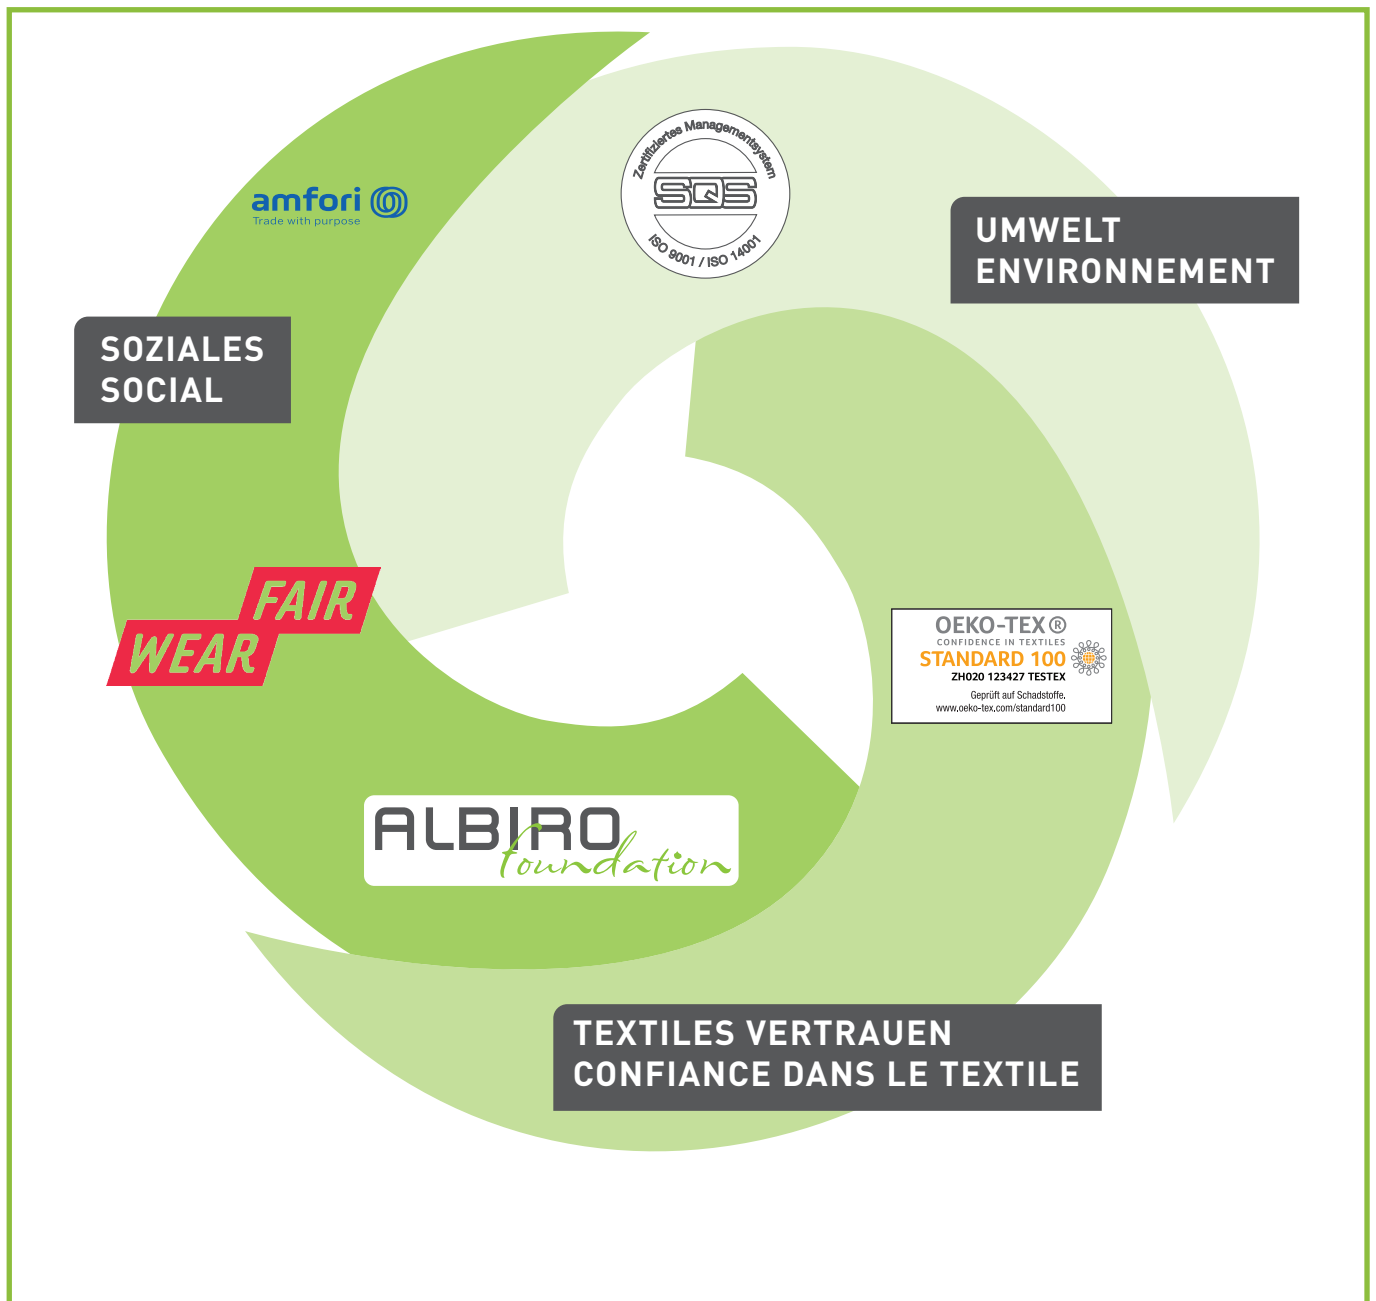 Zertifiziertes Managementsystem
SQS
ISO 9001 / ISO 14001
amfori
Trade with purpose
UMWELT
ENVIRONNEMENT
SOZIALES
SOCIAL
FAIR
WEAR
OEKO-TEX®
CONFIDENCE IN TEXTILES
STANDARD 100
ZH020 123427 TESTEX
Geprüft auf Schadstoffe.
www.oeko-tex.com/standard100
ALBIRO
foundation
TEXTILES VERTRAUEN
CONFIANCE DANS LE TEXTILE